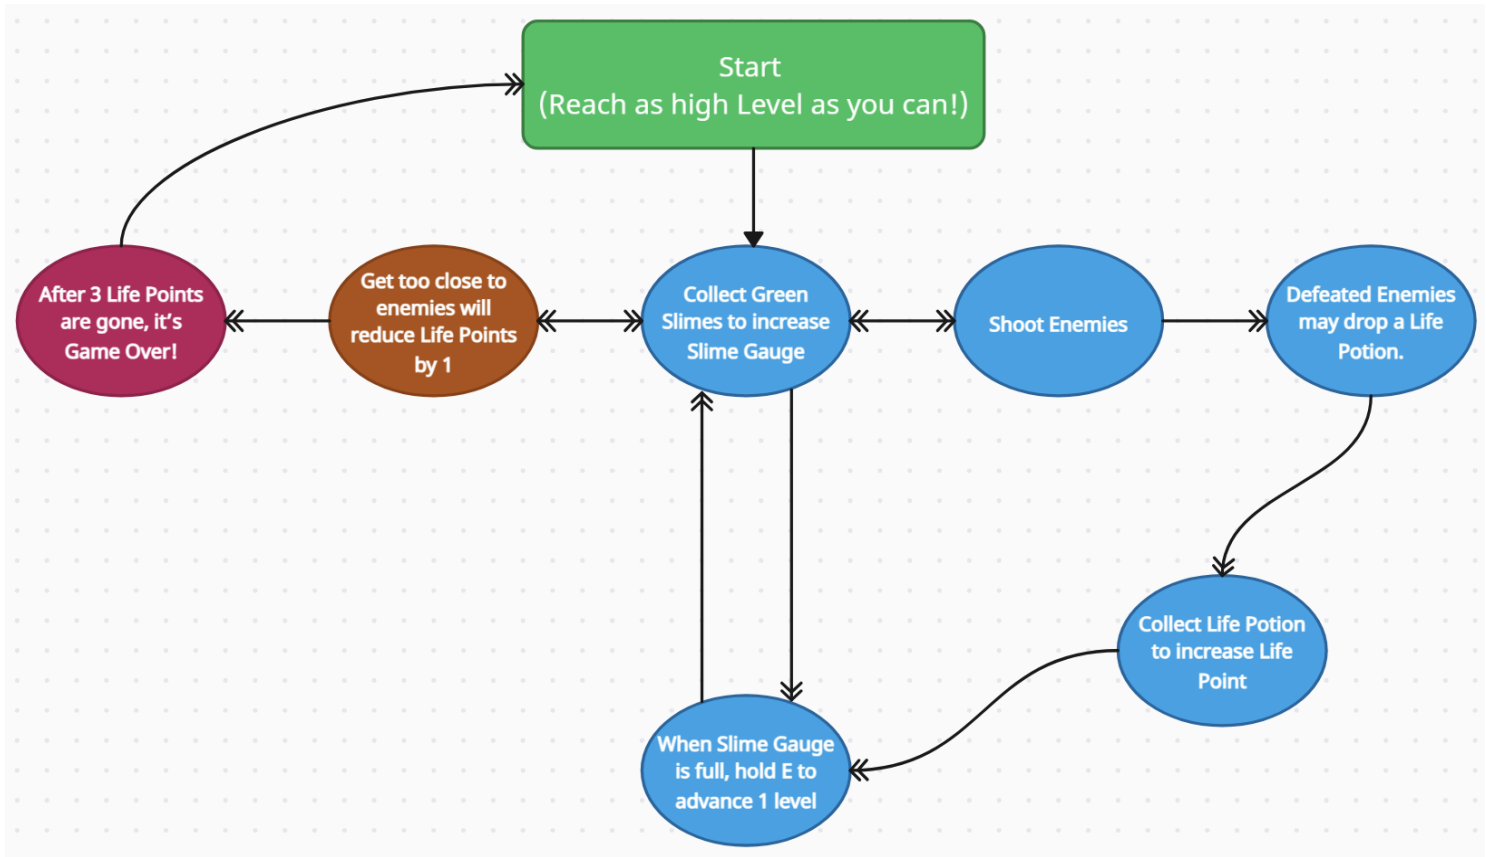 Start
(Reach as high Level as you can!)
After 3 Life Points
are gone, it's
Game Over!
Get too close to
enemies will
reduce Life Points
by 1
Collect Green
Slimes to increase
Slime Gauge
Shoot Enemies
Defeated Enemies
may drop a Life
Potion.
Collect Life Potion
to increase Life
Point
When Slime Gauge
is full, hold E to
advance 1 level